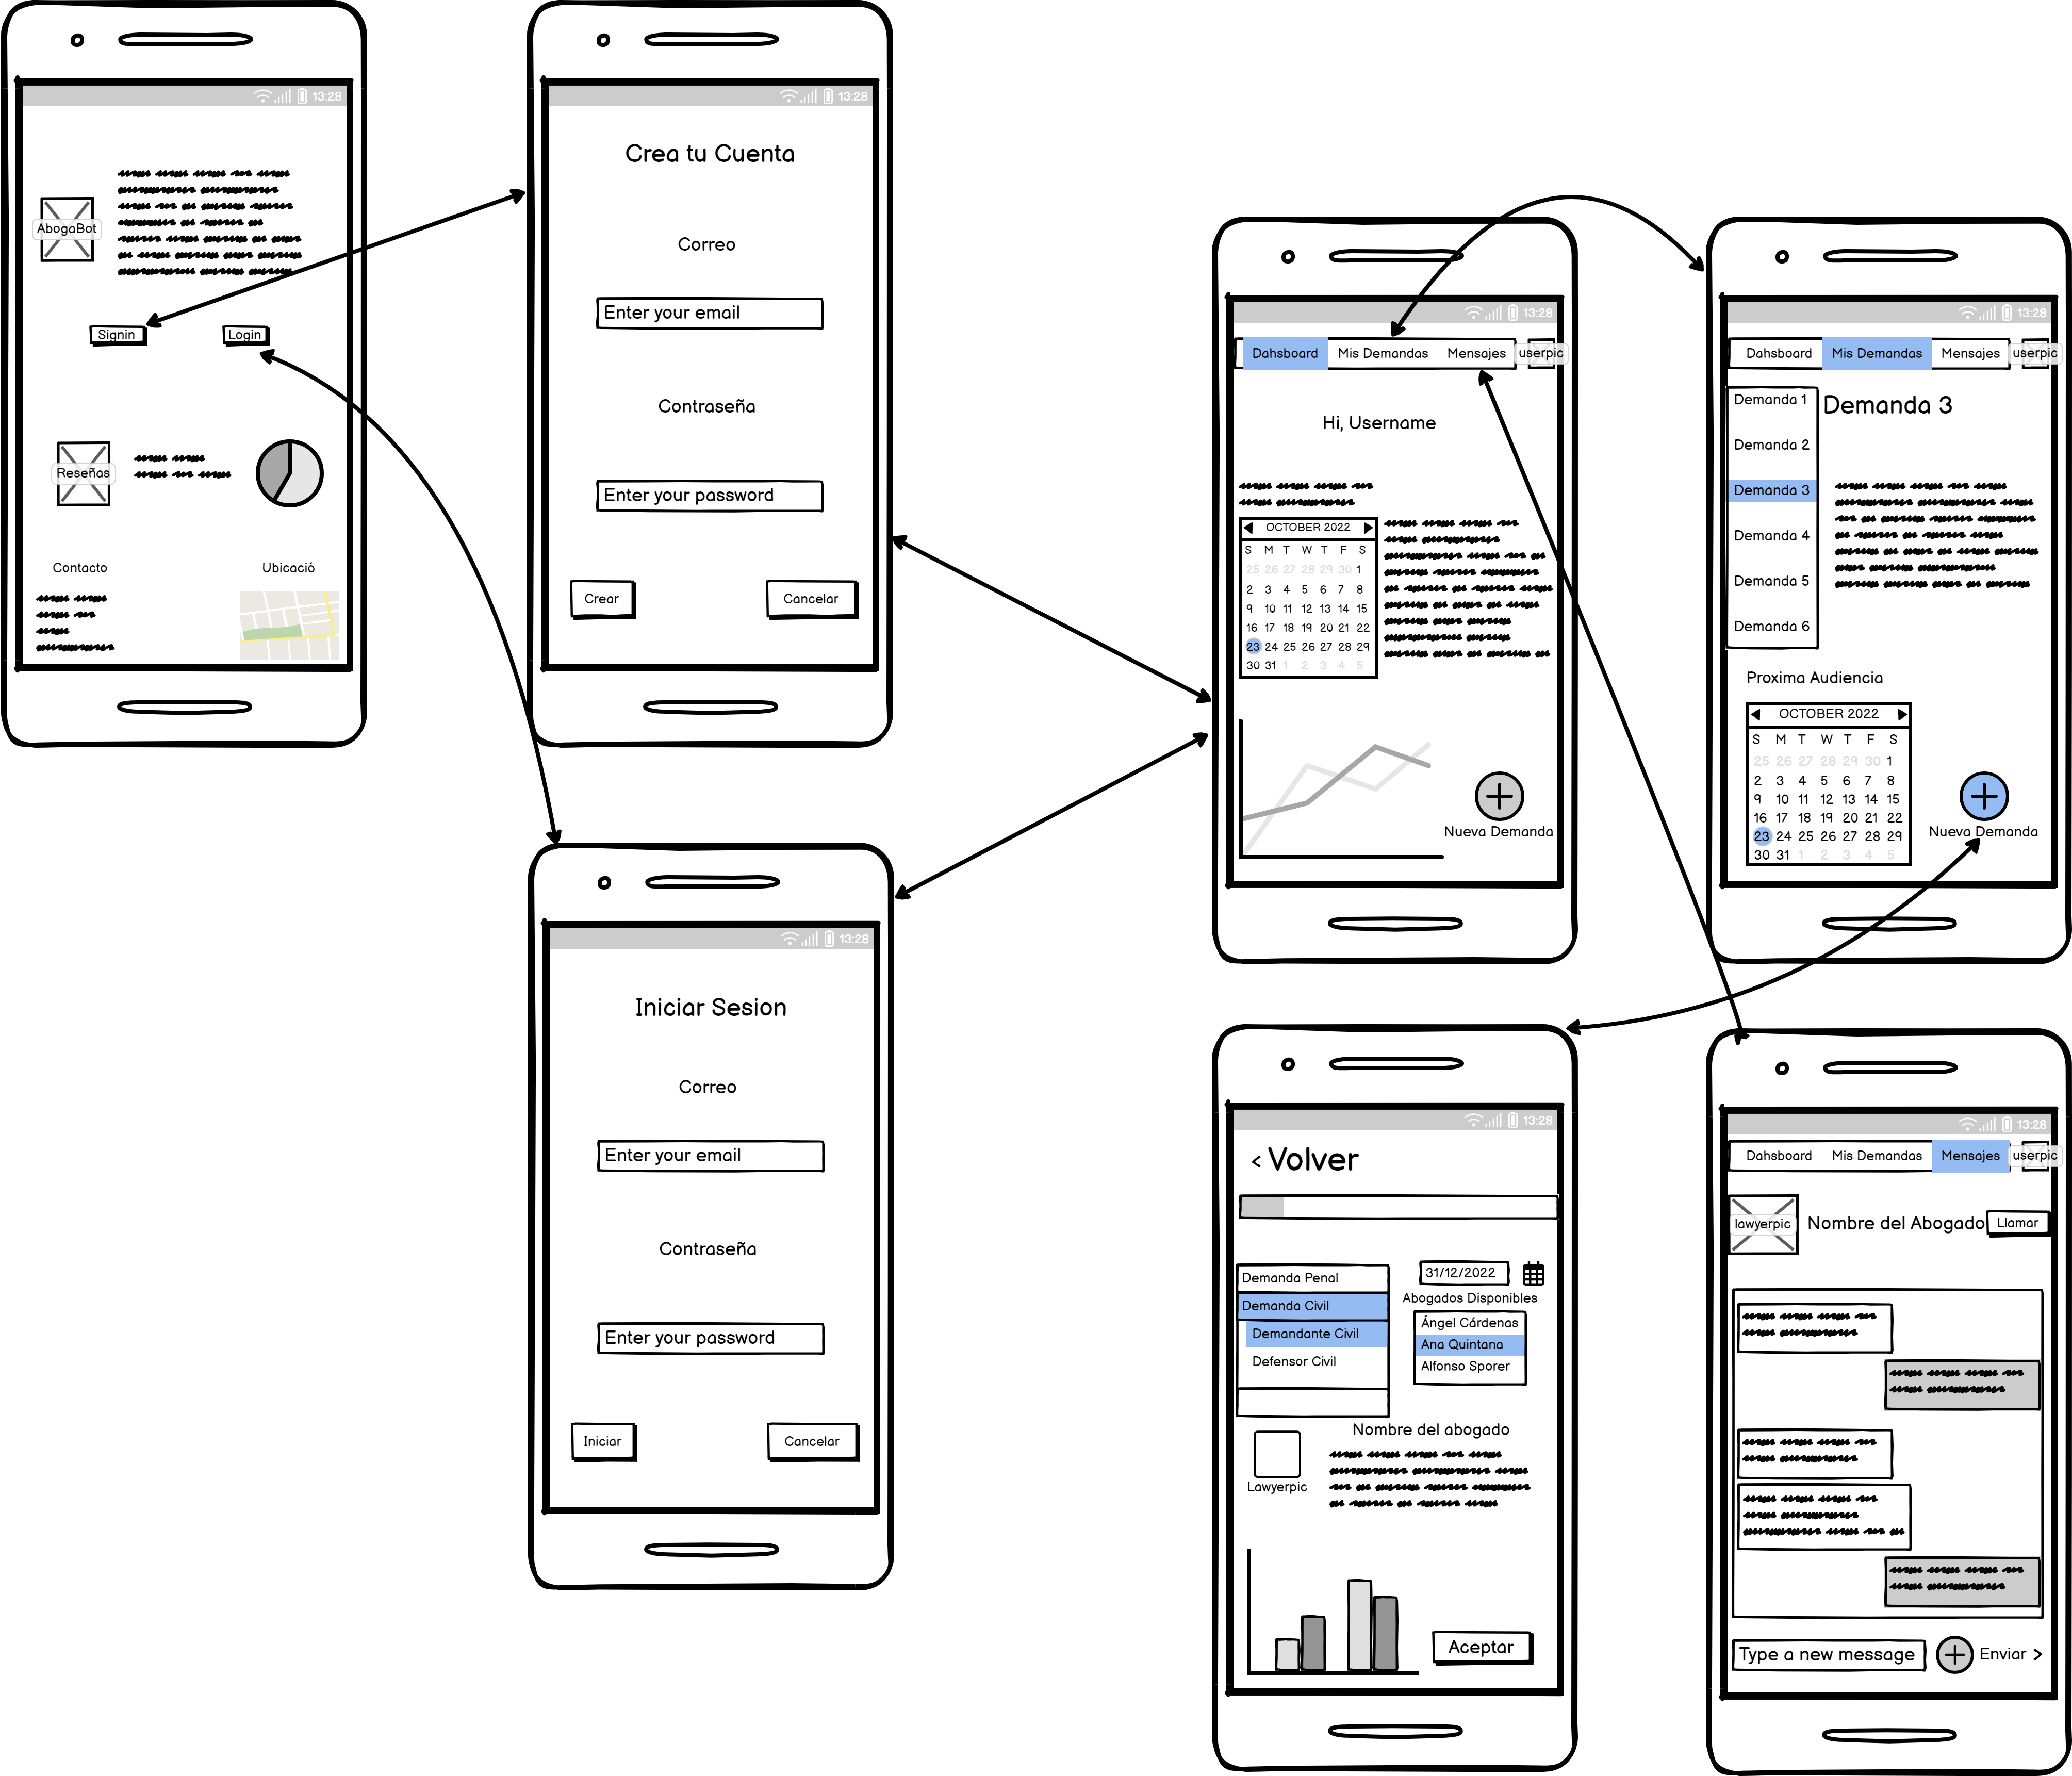 13:28
AbogaBot
Signin
Login
Reseñas
Contacto
Ubicació
13:28
Crea tu Cuenta
Correo
Enter your email
Contraseña
Enter your password
Crear
Cancelar
13:28
Iniciar Sesion
Correo
Enter your email
Contraseña
Enter your password
Iniciar
Cancelar
13:28
Dahsboard Mis Demandas Mensajes userpic
Hi, Username
OCTOBER 2022
S M T W T F S
25 26 27 28 29 30 1
2 3 4 5 6 7 8
9 10 11 12 13 14 15
16 17 18 19 20 21 22
23 24 25 26 27 28 29
30 31 1 2 3 4 5
Nueva Demanda
13:28
Dahsboard Mis Demandas Mensajes userpic
Demanda 1
Demanda 2
Demanda 3
Demanda 4
Demanda 5
Demanda 6
Demanda 3
Proxima Audiencia
OCTOBER 2022
S M T W T F S
25 26 27 28 29 30 1
2 3 4 5 6 7 8
9 10 11 12 13 14 15
16 17 18 19 20 21 22
23 24 25 26 27 28 29
30 31 1 2 3 4 5
Nueva Demanda
13:28
< Volver
Demanda Penal
Demanda Civil
Demandante Civil
Defensor Civil
31/12/2022
Abogados Disponibles
Ángel Cárdenas
Ana Quintana
Alfonso Sporer
Nombre del abogado
Lawyerpic
Aceptar
13:28
Dahsboard Mis Demandas Mensajes userpic
lawyerpic
Nombre del Abogado
Llamar
Type a new message
Enviar >